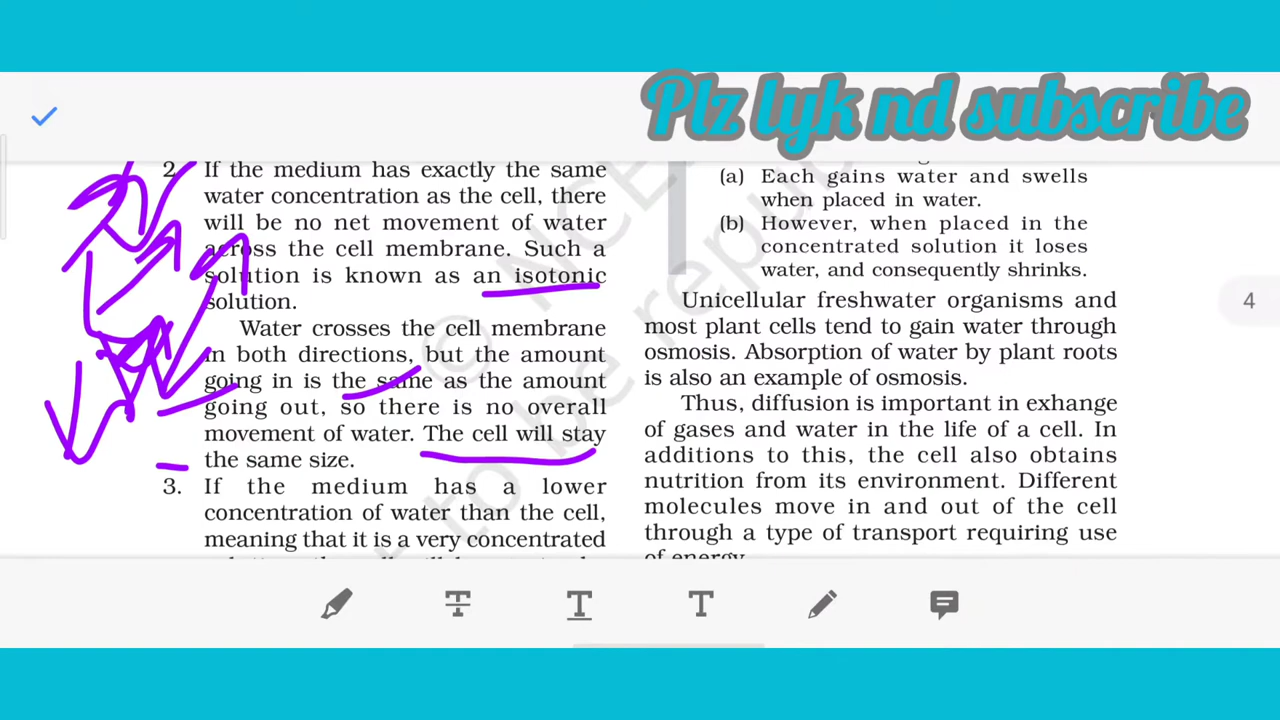 Plz lyk nd subscribe
2. If the medium has exactly the same
water concentration as the cell, there
will be no net movement of water
across the cell membrane. Such a
solution is known as an isotonic
solution.
Water crosses the cell membrane
in both directions, but the amount
going in is the same as the amount
going out, so there is no overall
movement of water. The cell will stay
the same size.
3. If the medium has a lower
concentration of water than the cell,
meaning that it is a very concentrated
(a) Each gains water and swells
when placed in water.
(b) However, when placed in the
concentrated solution it loses
water, and consequently shrinks.
Unicellular freshwater organisms and
most plant cells tend to gain water through
osmosis. Absorption of water by plant roots
is also an example of osmosis.
Thus, diffusion is important in exhange
of gases and water in the life of a cell. In
additions to this, the cell also obtains
nutrition from its environment. Different
molecules move in and out of the cell
through a type of transport requiring use
of energy.
4
© NCE
to be repu
T
T
T